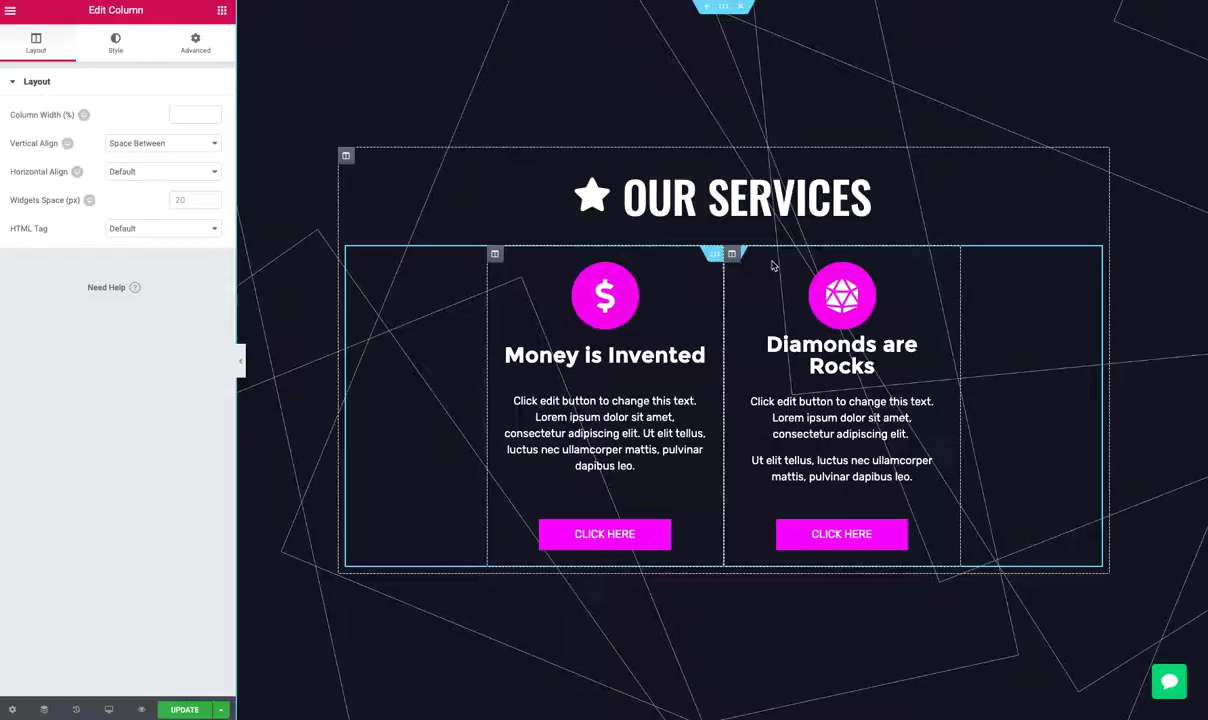 Edit Column
Layout
Style
Advanced
Layout
Column Width (%)
Vertical Align
Space Between
Horizontal Align
Default
Widgets Space (px)
20
HTML Tag
Default
Need Help
UPDATE
OUR SERVICES
Money is Invented
Click edit button to change this text.
Lorem ipsum dolor sit amet,
consectetur adipiscing elit. Ut elit tellus,
luctus nec ullamcorper mattis, pulvinar
dapibus leo.
CLICK HERE
Diamonds are
Rocks
Click edit button to change this text.
Lorem ipsum dolor sit amet,
consectetur adipiscing elit.
Ut elit tellus, luctus nec ullamcorper
mattis, pulvinar dapibus leo.
CLICK HERE